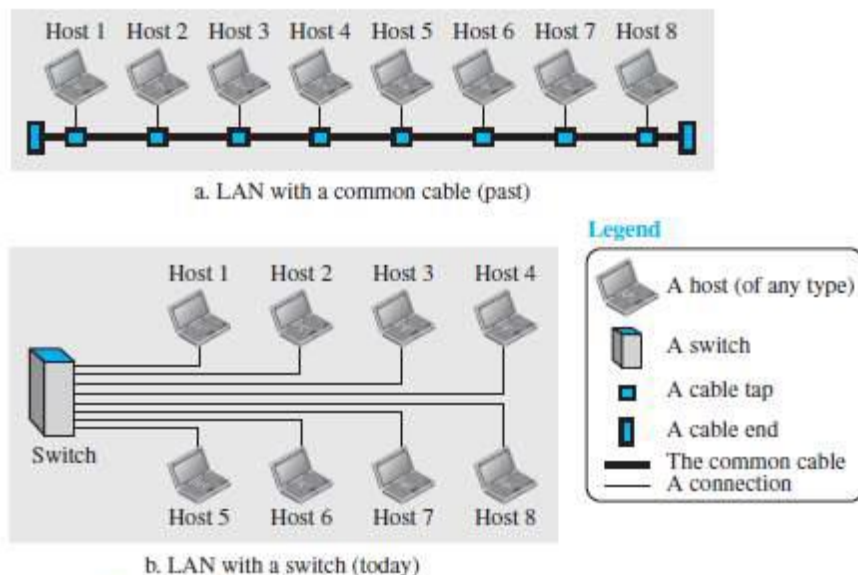 Host 1 Host 2 Host 3 Host 4 Host 5 Host 6 Host 7 Host 8
a. LAN with a common cable (past)
Legend
A host (of any type)
A switch
A cable tap
A cable end
The common cable
A connection
Host 1 Host 2 Host 3 Host 4
Switch
Host 5 Host 6 Host 7 Host 8
b. LAN with a switch (today)